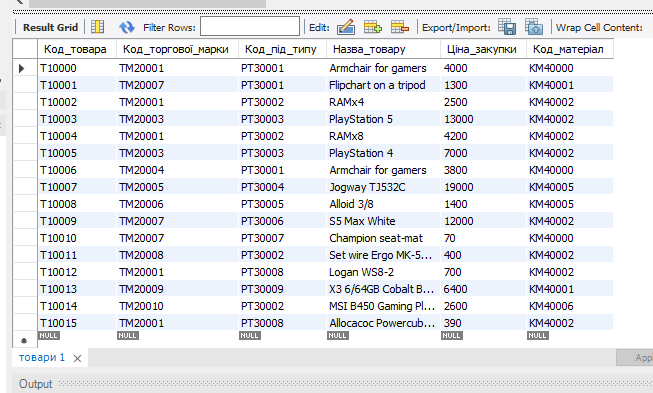 Result Grid Filter Rows: Edit: Export/Import: Wrap Cell Content:
Код_товара Код_торгової_марки Код_під_типу Назва_товару Ціна_закупки Код_матеріал
T10000 TM20001 PT30001 Armchair for gamers 4000 KM40000
T10001 TM20007 PT30001 Flipchart on a tripod 1300 KM40001
T10002 TM20001 PT30002 RAMx4 2500 KM40002
T10003 TM20003 PT30003 PlayStation 5 13000 KM40002
T10004 TM20001 PT30002 RAMx8 4200 KM40002
T10005 TM20003 PT30003 PlayStation 4 7000 KM40002
T10006 TM20004 PT30001 Armchair for gamers 3800 KM40000
T10007 TM20005 PT30004 Jogway TJ532C 19000 KM40005
T10008 TM20006 PT30005 Alloid 3/8 1400 KM40005
T10009 TM20007 PT30006 S5 Max White 12000 KM40002
T10010 TM20007 PT30007 Champion seat-mat 70 KM40000
T10011 TM20008 PT30002 Set wire Ergo MK-5... 400 KM40002
T10012 TM20001 PT30008 Logan WS8-2 700 KM40002
T10013 TM20009 PT30009 X3 6/64GB Cobalt B... 6400 KM40001
T10014 TM20010 PT30002 MSI B450 Gaming Pl... 2600 KM40006
T10015 TM20001 PT30008 Allocacoc Powercub... 390 KM40002
NULL NULL NULL NULL NULL NULL
товари 1 Appl
Output